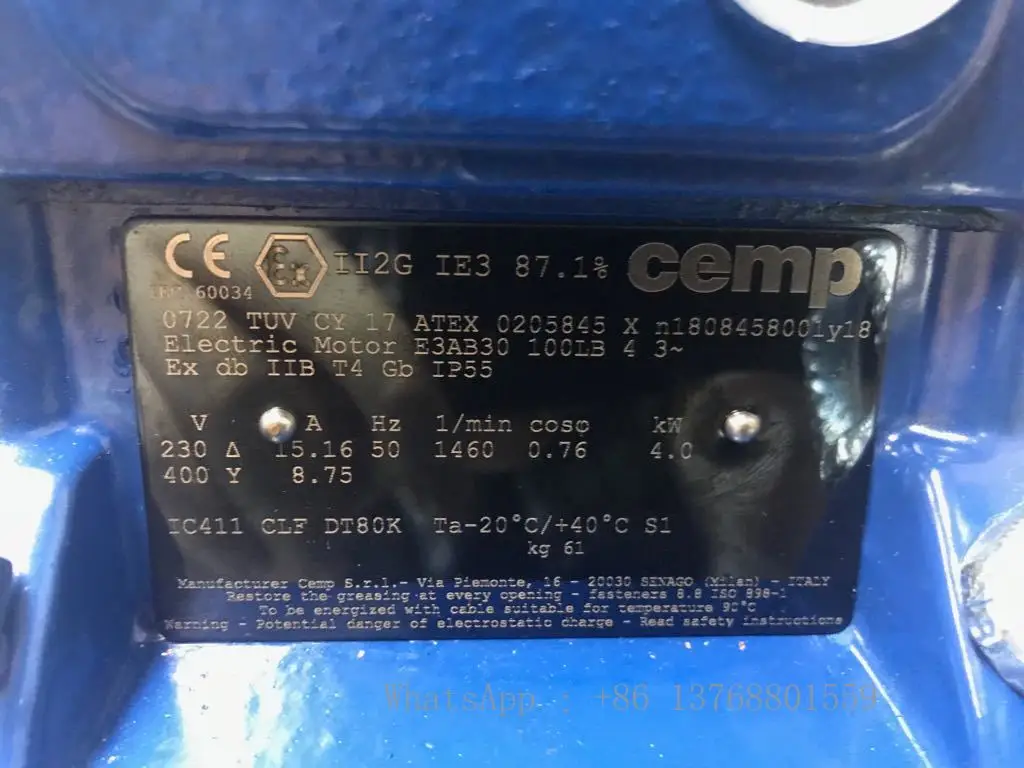 CE Ex II2G IE3 87.1% cemp
IEC 60034
0722 TUV CY 17 ATEX 0205845 X n1808458001y18
Electric Motor E3AB30 100LB 4 3~
Ex db IIB T4 Gb IP55
V A Hz 1/min cosφ kW
230 Δ 15.16 50 1460 0.76 4.0
400 Y 8.75
IC411 CLF DT80K Ta-20°C/+40°C S1
kg 61
Manufacturer Cemp S.r.l.- Via Piemonte, 16 - 20030 SENAGO (Milan) - ITALY
Restore the greasing at every opening - fasteners 8.8 ISO 898-1
To be energized with cable suitable for temperature 90°C
Warning - Potential danger of electrostatic charge - Read safety instructions
WhatsApp : +86 13768801559